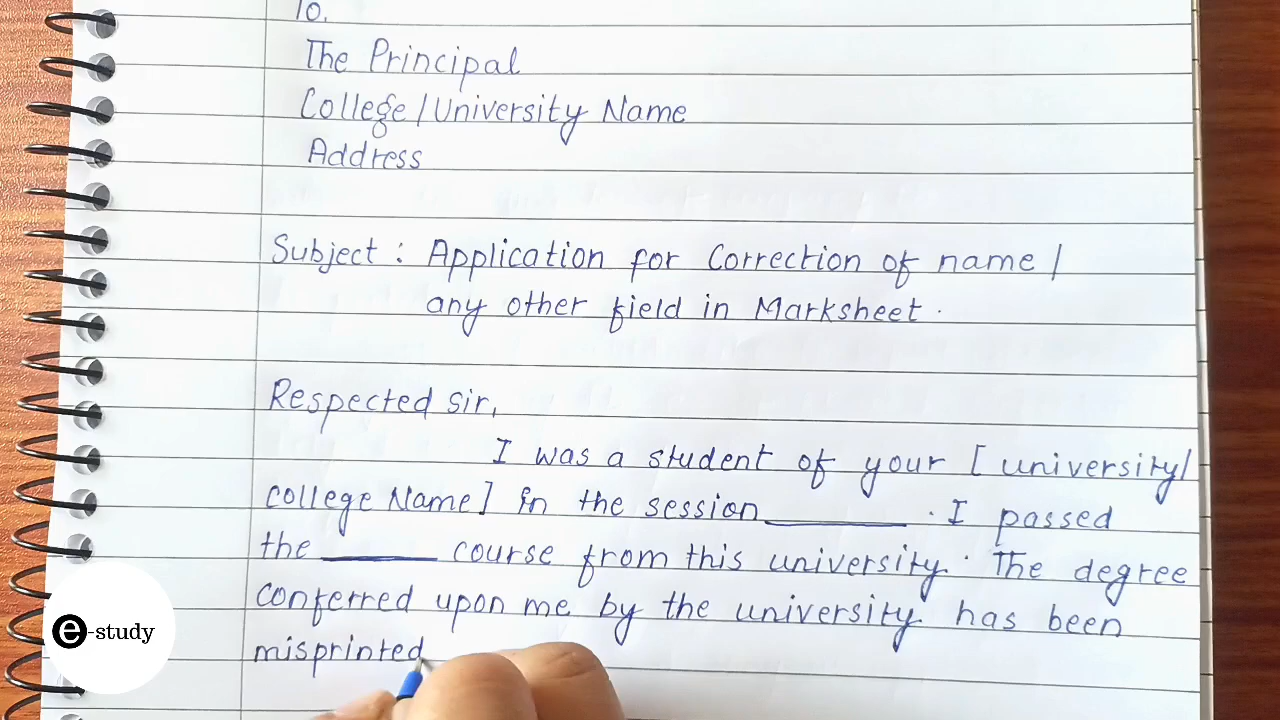 To.
The Principal
College/University Name
Address
Subject : Application for Correction of name /
any other field in Marksheet.
Respected Sir,
I was a student of your [university/
college Name] in the session ________. I passed
the ________ course from this university. The degree
conferred upon me by the university has been
misprinted
e-study